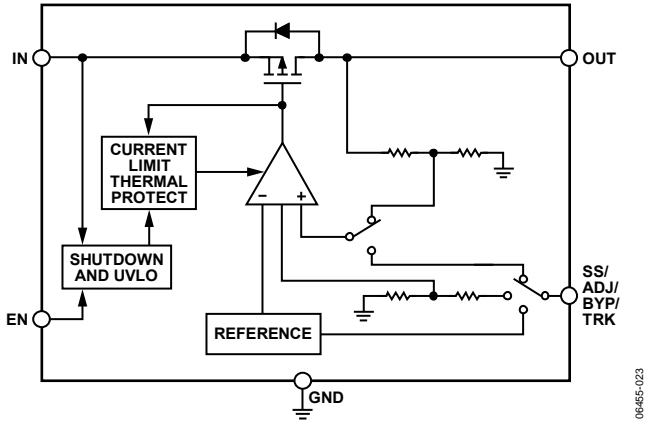 IN
OUT
CURRENT
LIMIT
THERMAL
PROTECT
–
+
SHUTDOWN
AND UVLO
SS/
ADJ/
BYP/
TRK
EN
REFERENCE
GND
06455-023